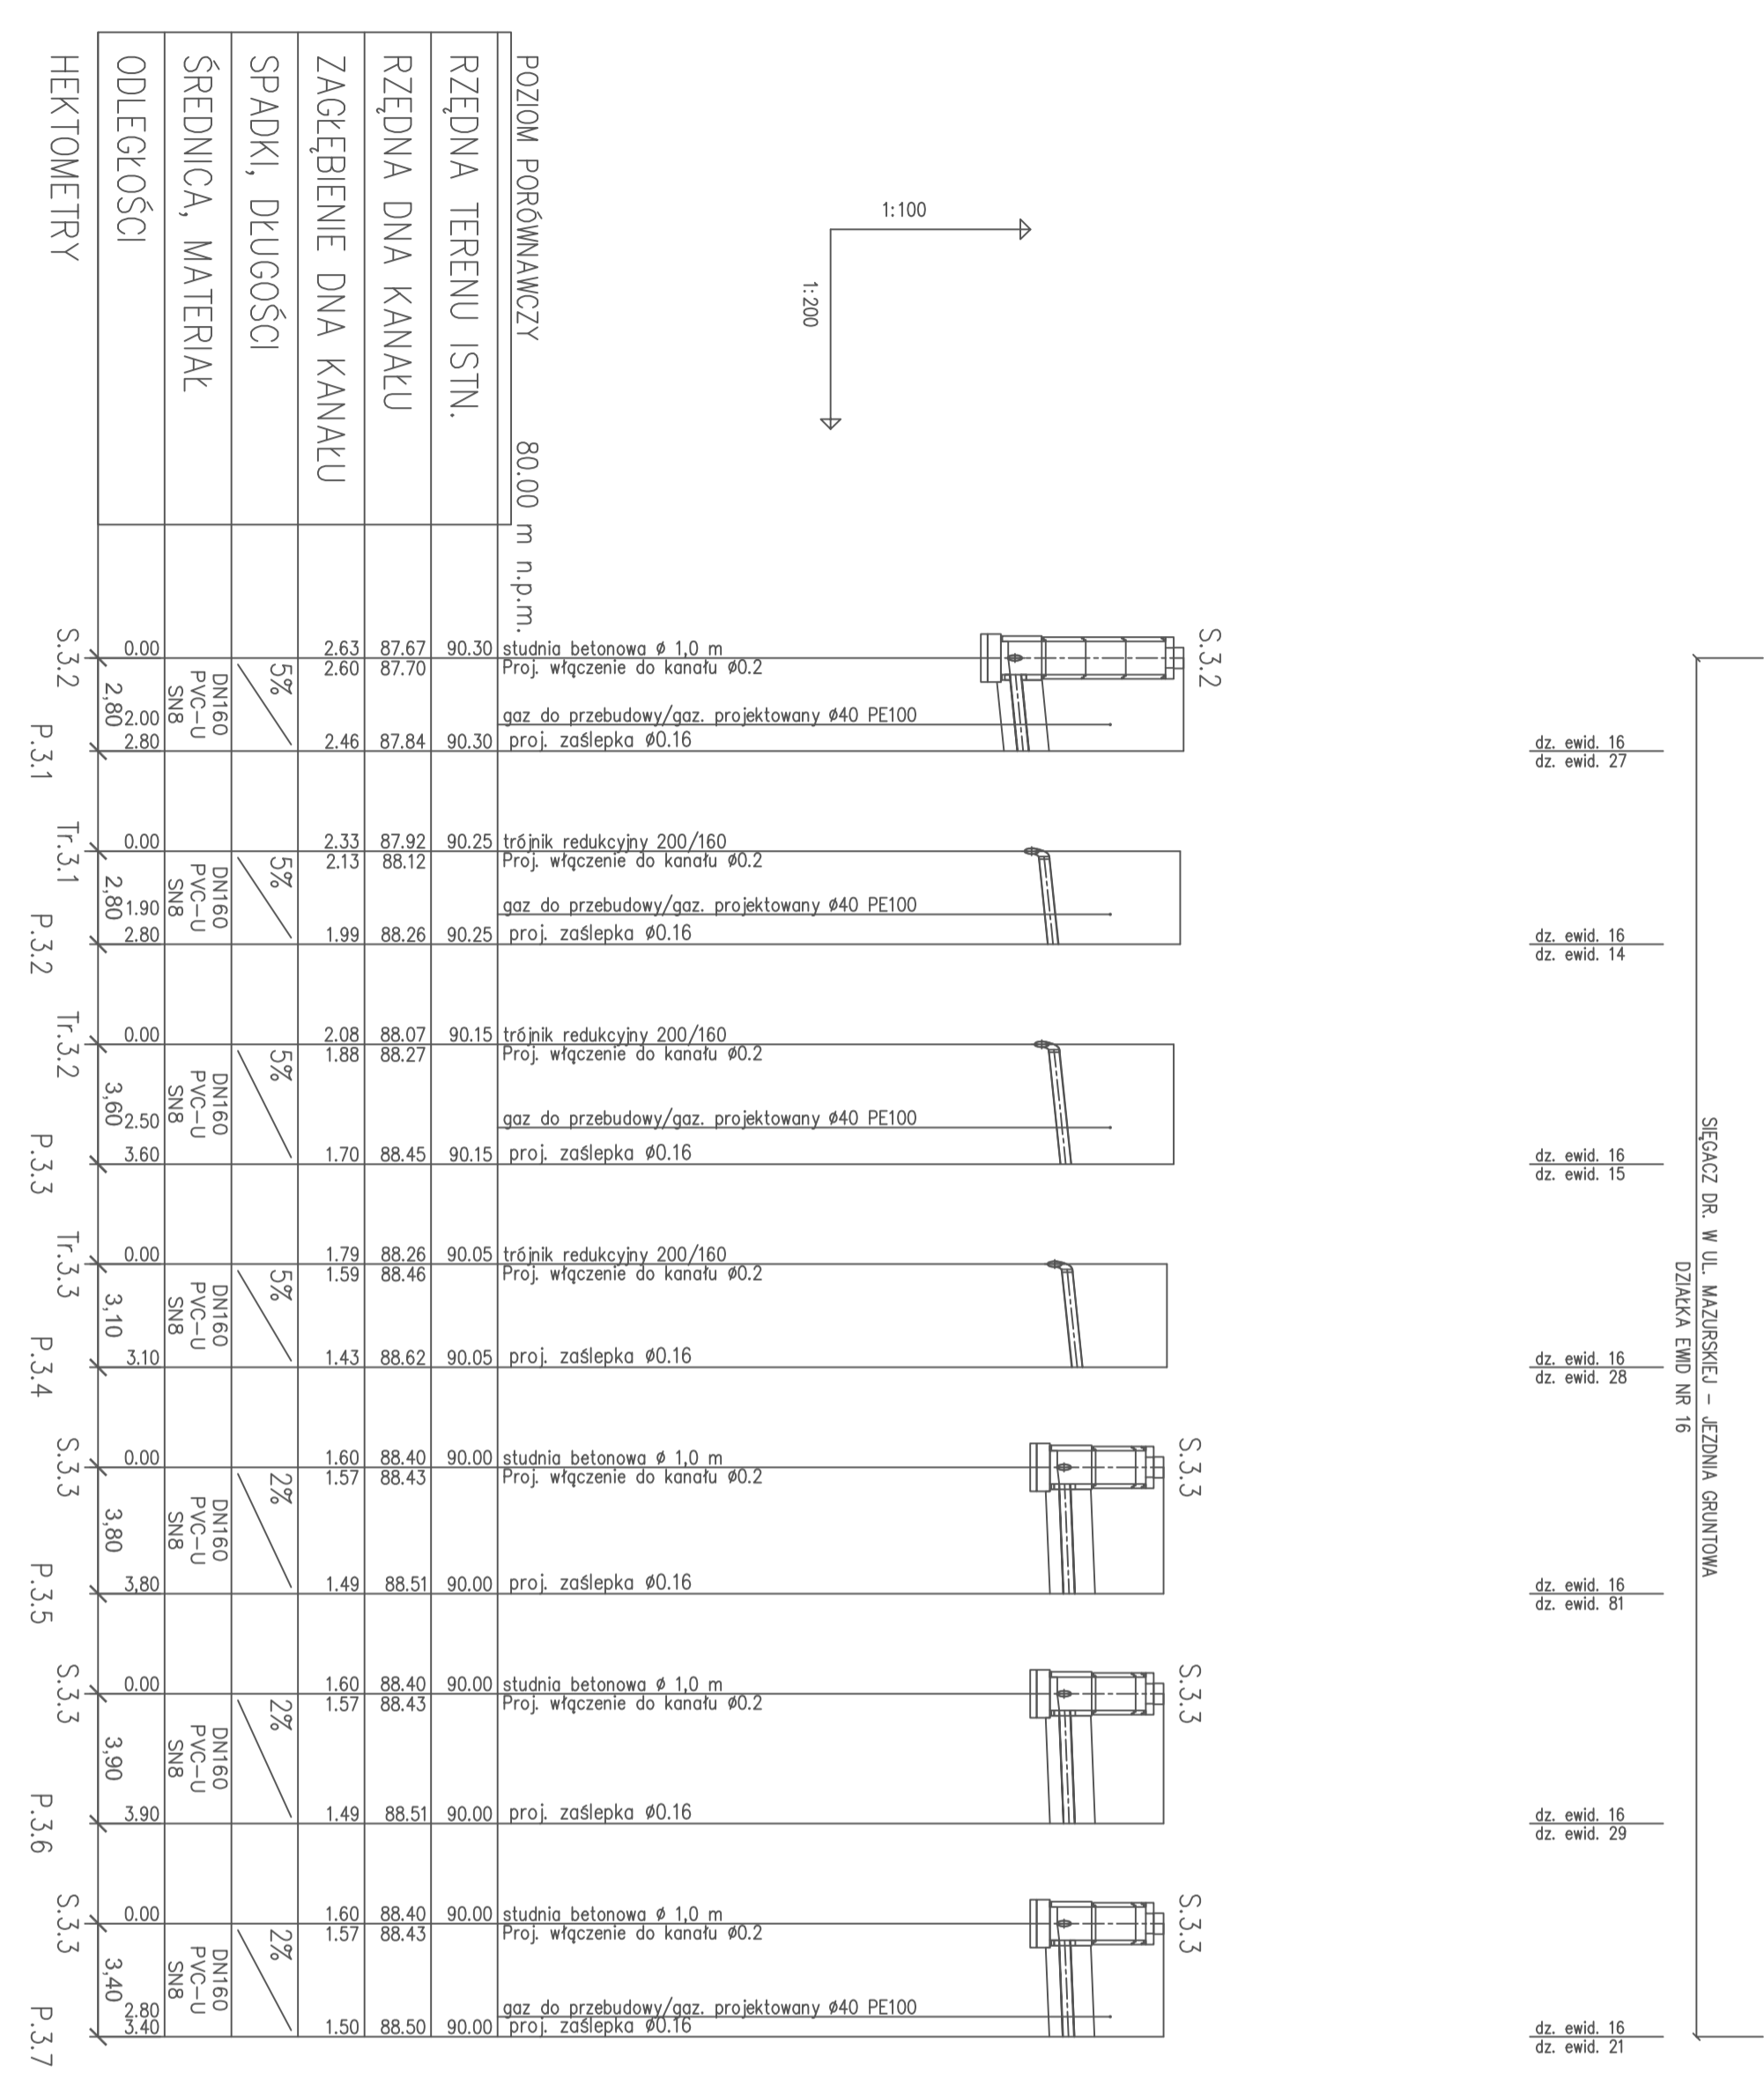 SIĘGACZ DR. W UL. MAZURSKIEJ – JEZDNIA GRUNTOWA
DZIAŁKA EWID NR 16
1:100
1:200
POZIOM PORÓWNAWCZY 80.00 m n.p.m.
RZĘDNA TERENU ISTN.
RZĘDNA DNA KANAŁU
ZAGŁĘBIENIE DNA KANAŁU
SPADKI, DŁUGOŚCI
ŚREDNICA, MATERIAŁ
ODLEGŁOŚCI
HEKTOMETRY
S.3.2
0.00 2.63 87.67 90.30 studnia betonowa ø 1,0 m
2.60 87.70 Proj. włączenie do kanału ø0.2
S.3.2
5%
DN160
PVC-U
SN8
2,80
2.00 gaz do przebudowy/gaz. projektowany ø40 PE100
2.80 2.46 87.84 90.30 proj. zaślepka ø0.16
P.3.1
dz. ewid. 16
dz. ewid. 27
0.00 2.33 87.92 90.25 trójnik redukcyjny 200/160
2.13 88.12 Proj. włączenie do kanału ø0.2
Tr.3.1
5%
DN160
PVC-U
SN8
2,80
1.90 gaz do przebudowy/gaz. projektowany ø40 PE100
2.80 1.99 88.26 90.25 proj. zaślepka ø0.16
P.3.2
dz. ewid. 16
dz. ewid. 14
0.00 2.08 88.07 90.15 trójnik redukcyjny 200/160
1.88 88.27 Proj. włączenie do kanału ø0.2
Tr.3.2
5%
DN160
PVC-U
SN8
3,60
2.50 gaz do przebudowy/gaz. projektowany ø40 PE100
3.60 1.70 88.45 90.15 proj. zaślepka ø0.16
P.3.3
dz. ewid. 16
dz. ewid. 15
0.00 1.79 88.26 90.05 trójnik redukcyjny 200/160
1.59 88.46 Proj. włączenie do kanału ø0.2
Tr.3.3
5%
DN160
PVC-U
SN8
3,10
3.10 1.43 88.62 90.05 proj. zaślepka ø0.16
P.3.4
dz. ewid. 16
dz. ewid. 28
S.3.3
0.00 1.60 88.40 90.00 studnia betonowa ø 1,0 m
1.57 88.43 Proj. włączenie do kanału ø0.2
S.3.3
2%
DN160
PVC-U
SN8
3,80
3,80 1.49 88.51 90.00 proj. zaślepka ø0.16
P.3.5
dz. ewid. 16
dz. ewid. 81
S.3.3
0.00 1.60 88.40 90.00 studnia betonowa ø 1,0 m
1.57 88.43 Proj. włączenie do kanału ø0.2
S.3.3
2%
DN160
PVC-U
SN8
3,90
3.90 1.49 88.51 90.00 proj. zaślepka ø0.16
P.3.6
dz. ewid. 16
dz. ewid. 29
S.3.3
0.00 1.60 88.40 90.00 studnia betonowa ø 1,0 m
1.57 88.43 Proj. włączenie do kanału ø0.2
S.3.3
2%
DN160
PVC-U
SN8
3,40
2.80 gaz do przebudowy/gaz. projektowany ø40 PE100
3.40 1.50 88.50 90.00 proj. zaślepka ø0.16
P.3.7
dz. ewid. 16
dz. ewid. 21